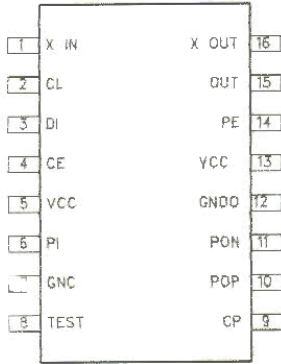 1 X IN X OUT 16
2 CL OUT 15
3 DI PE 14
4 CE VCC 13
5 VCC GNDO 12
6 PI PON 11
GNC POP 10
8 TEST CP 9